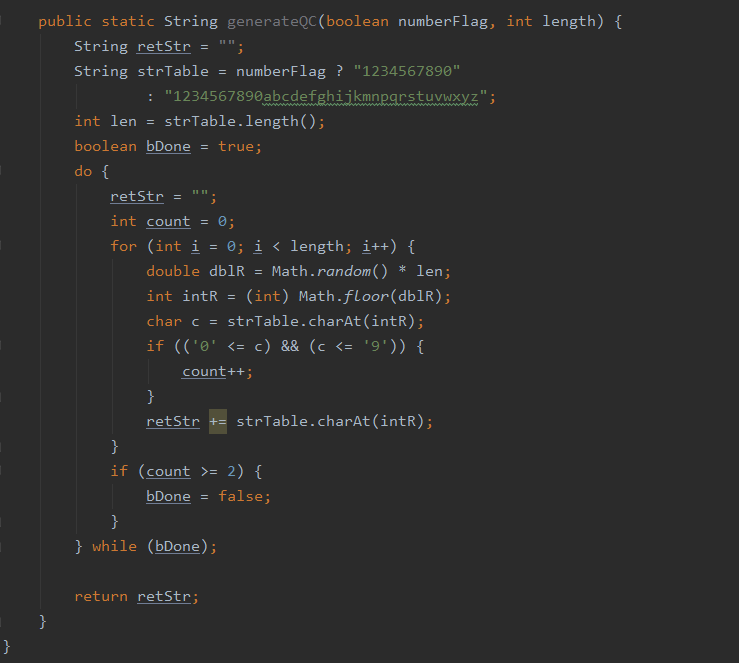 public static String generateQC(boolean numberFlag, int length) {
String retStr = "";
String strTable = numberFlag ? "1234567890"
: "1234567890abcdefghijkmnpqrstuvwxyz";
int len = strTable.length();
boolean bDone = true;
do {
retStr = "";
int count = 0;
for (int i = 0; i < length; i++) {
double dblR = Math.random() * len;
int intR = (int) Math.floor(dblR);
char c = strTable.charAt(intR);
if (('0' <= c) && (c <= '9')) {
count++;
}
retStr += strTable.charAt(intR);
}
if (count >= 2) {
bDone = false;
}
} while (bDone);
return retStr;
}
}